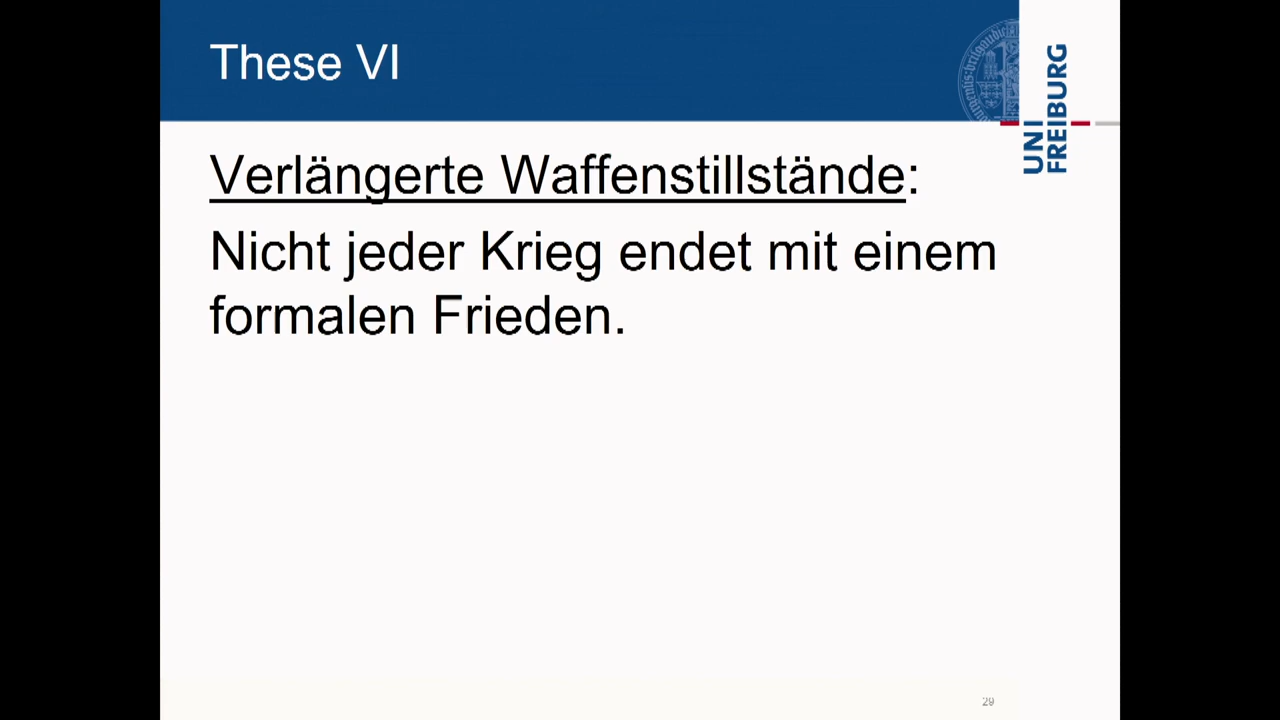 These VI
UNI
FREIBURG
Verlängerte Waffenstillstände:
Nicht jeder Krieg endet mit einem
formalen Frieden.
29